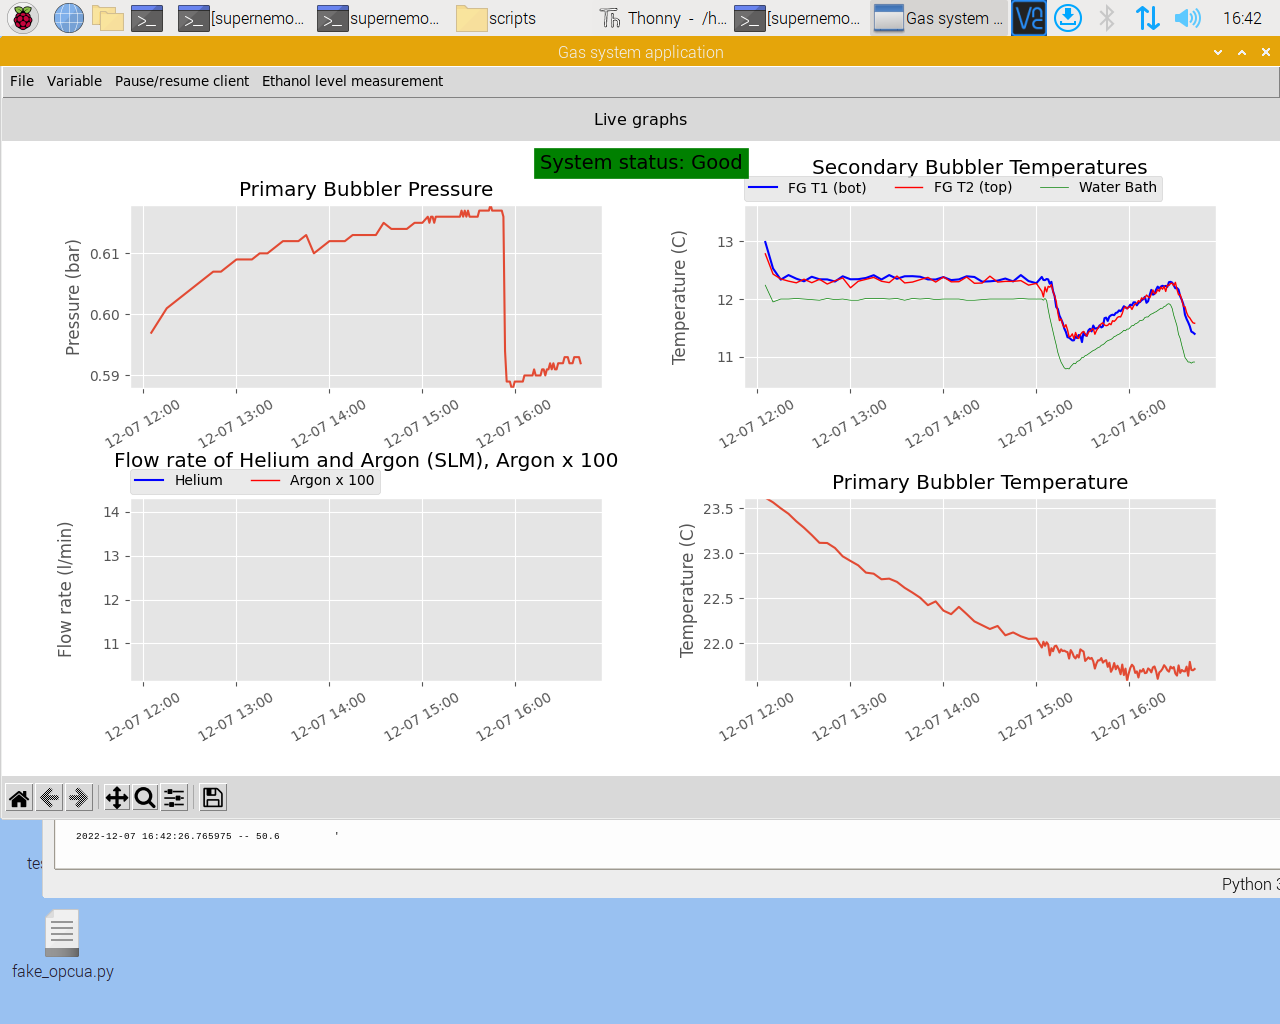 [supernemo... supernemo... scripts Thonny - /h... [supernemo... Gas system ... 16:42
Gas system application
File Variable Pause/resume client Ethanol level measurement
Live graphs
System status: Good
Primary Bubbler Pressure
Pressure (bar)
0.61
0.60
0.59
12-07 12:00
12-07 13:00
12-07 14:00
12-07 15:00
12-07 16:00
Secondary Bubbler Temperatures
FG T1 (bot) FG T2 (top) Water Bath
Temperature (C)
13
12
11
12-07 12:00
12-07 13:00
12-07 14:00
12-07 15:00
12-07 16:00
Flow rate of Helium and Argon (SLM), Argon x 100
Helium Argon x 100
Flow rate (l/min)
14
13
12
11
12-07 12:00
12-07 13:00
12-07 14:00
12-07 15:00
12-07 16:00
Primary Bubbler Temperature
Temperature (C)
23.5
23.0
22.5
22.0
12-07 12:00
12-07 13:00
12-07 14:00
12-07 15:00
12-07 16:00
2022-12-07 16:42:26.765975 -- 50.6 '
Python 3
fake_opcua.py